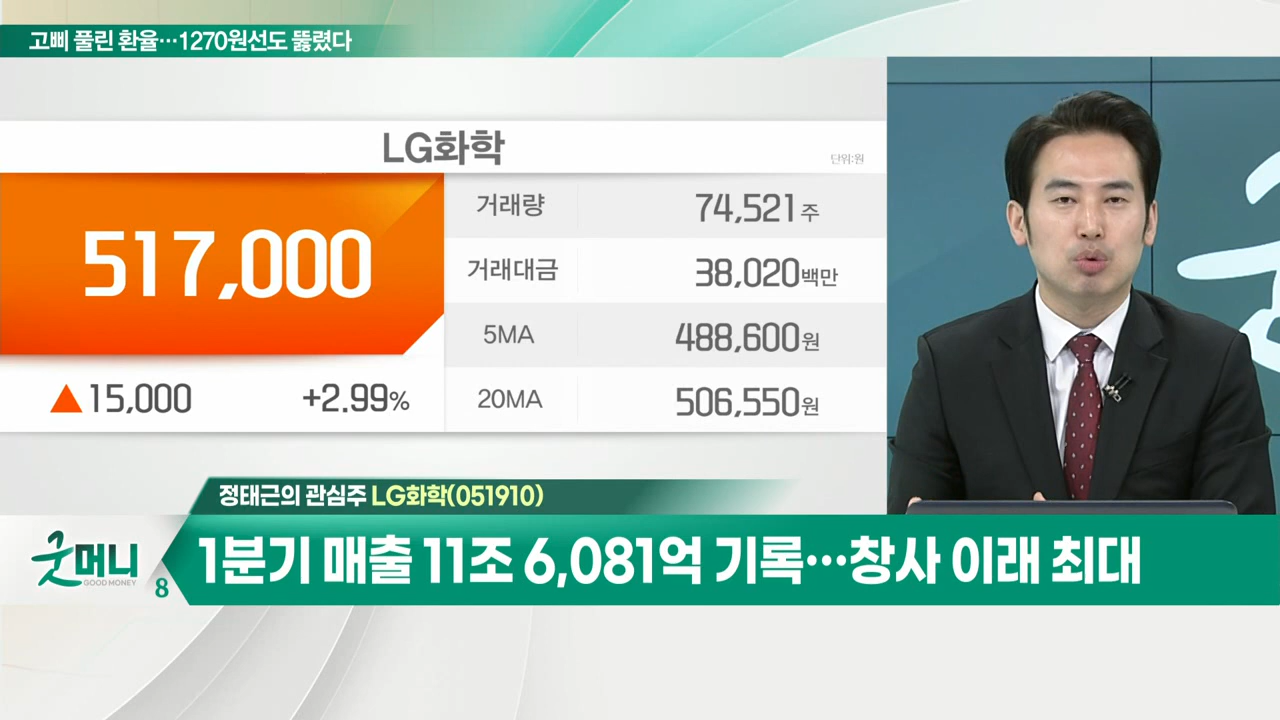 고삐 풀린 환율…1270원선도 뚫렸다
LG화학
단위:원
517,000
▲15,000 +2.99%
거래량 74,521주
거래대금 38,020백만
5MA 488,600원
20MA 506,550원
정태근의 관심주 LG화학(051910)
굿머니
GOOD MONEY
8
1분기 매출 11조 6,081억 기록…창사 이래 최대